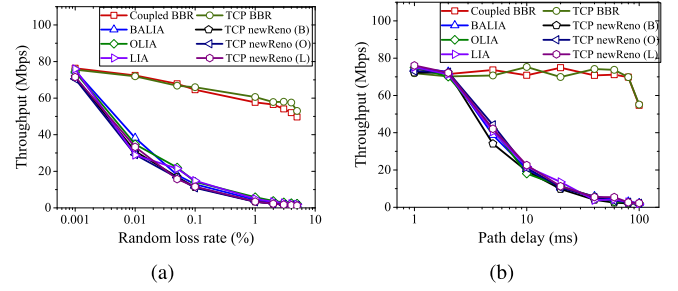 Coupled BBR TCP BBR
BALIA TCP newReno (B)
OLIA TCP newReno (O)
LIA TCP newReno (L)
Throughput (Mbps)
100
80
60
40
20
0
0.001 0.01 0.1 1 10
Random loss rate (%)
(a)
Coupled BBR TCP BBR
BALIA TCP newReno (B)
OLIA TCP newReno (O)
LIA TCP newReno (L)
Throughput (Mbps)
100
80
60
40
20
0
1 10 100
Path delay (ms)
(b)